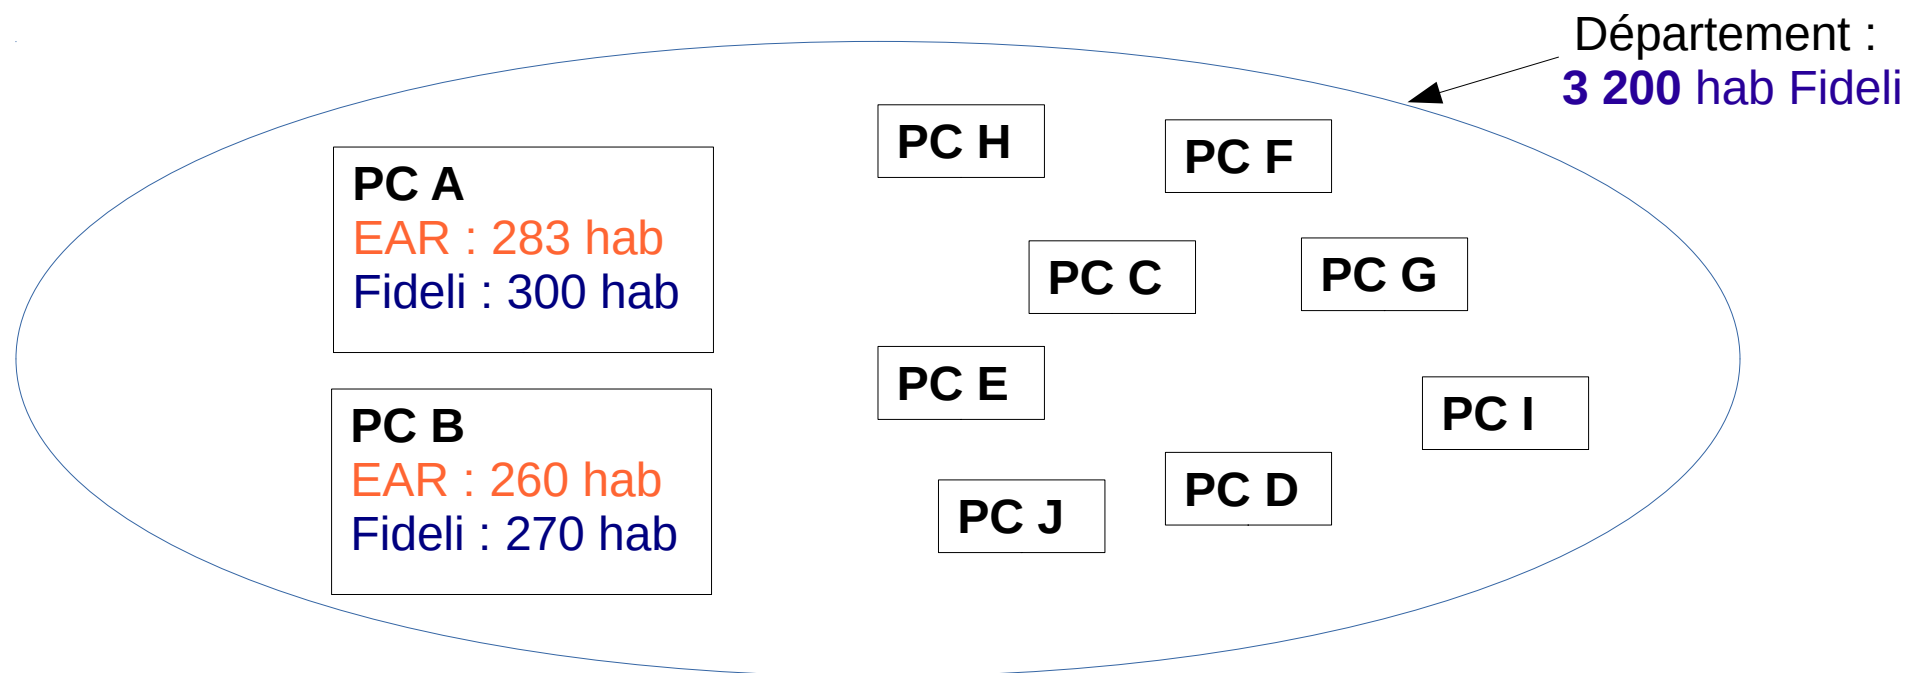 Département :
3 200 hab Fideli
PC H
PC F
PC A
EAR : 283 hab
Fideli : 300 hab
PC C
PC G
PC E
PC I
PC B
EAR : 260 hab
Fideli : 270 hab
PC J
PC D